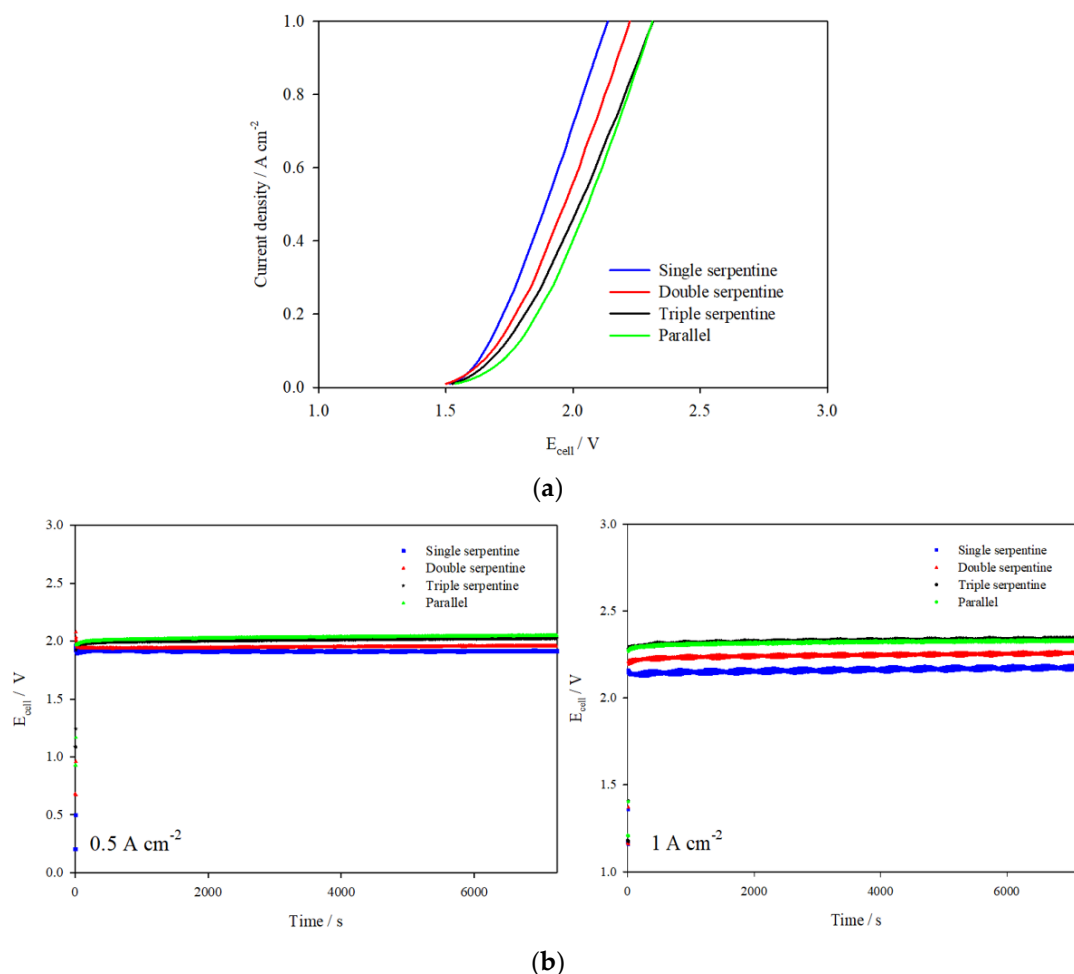 1.0
0.8
0.6
0.4
0.2
0.0
Current density / A cm⁻²
Single serpentine
Double serpentine
Triple serpentine
Parallel
1.0 1.5 2.0 2.5 3.0
E_cell / V
(a)
3.0
2.5
2.0
1.5
1.0
0.5
0.0
E_cell / V
Single serpentine
Double serpentine
Triple serpentine
Parallel
0.5 A cm⁻²
0 2000 4000 6000
Time / s
3.0
2.5
2.0
1.5
1.0
E_cell / V
Single serpentine
Double serpentine
Triple serpentine
Parallel
1 A cm⁻²
0 2000 4000 6000
Time / s
(b)